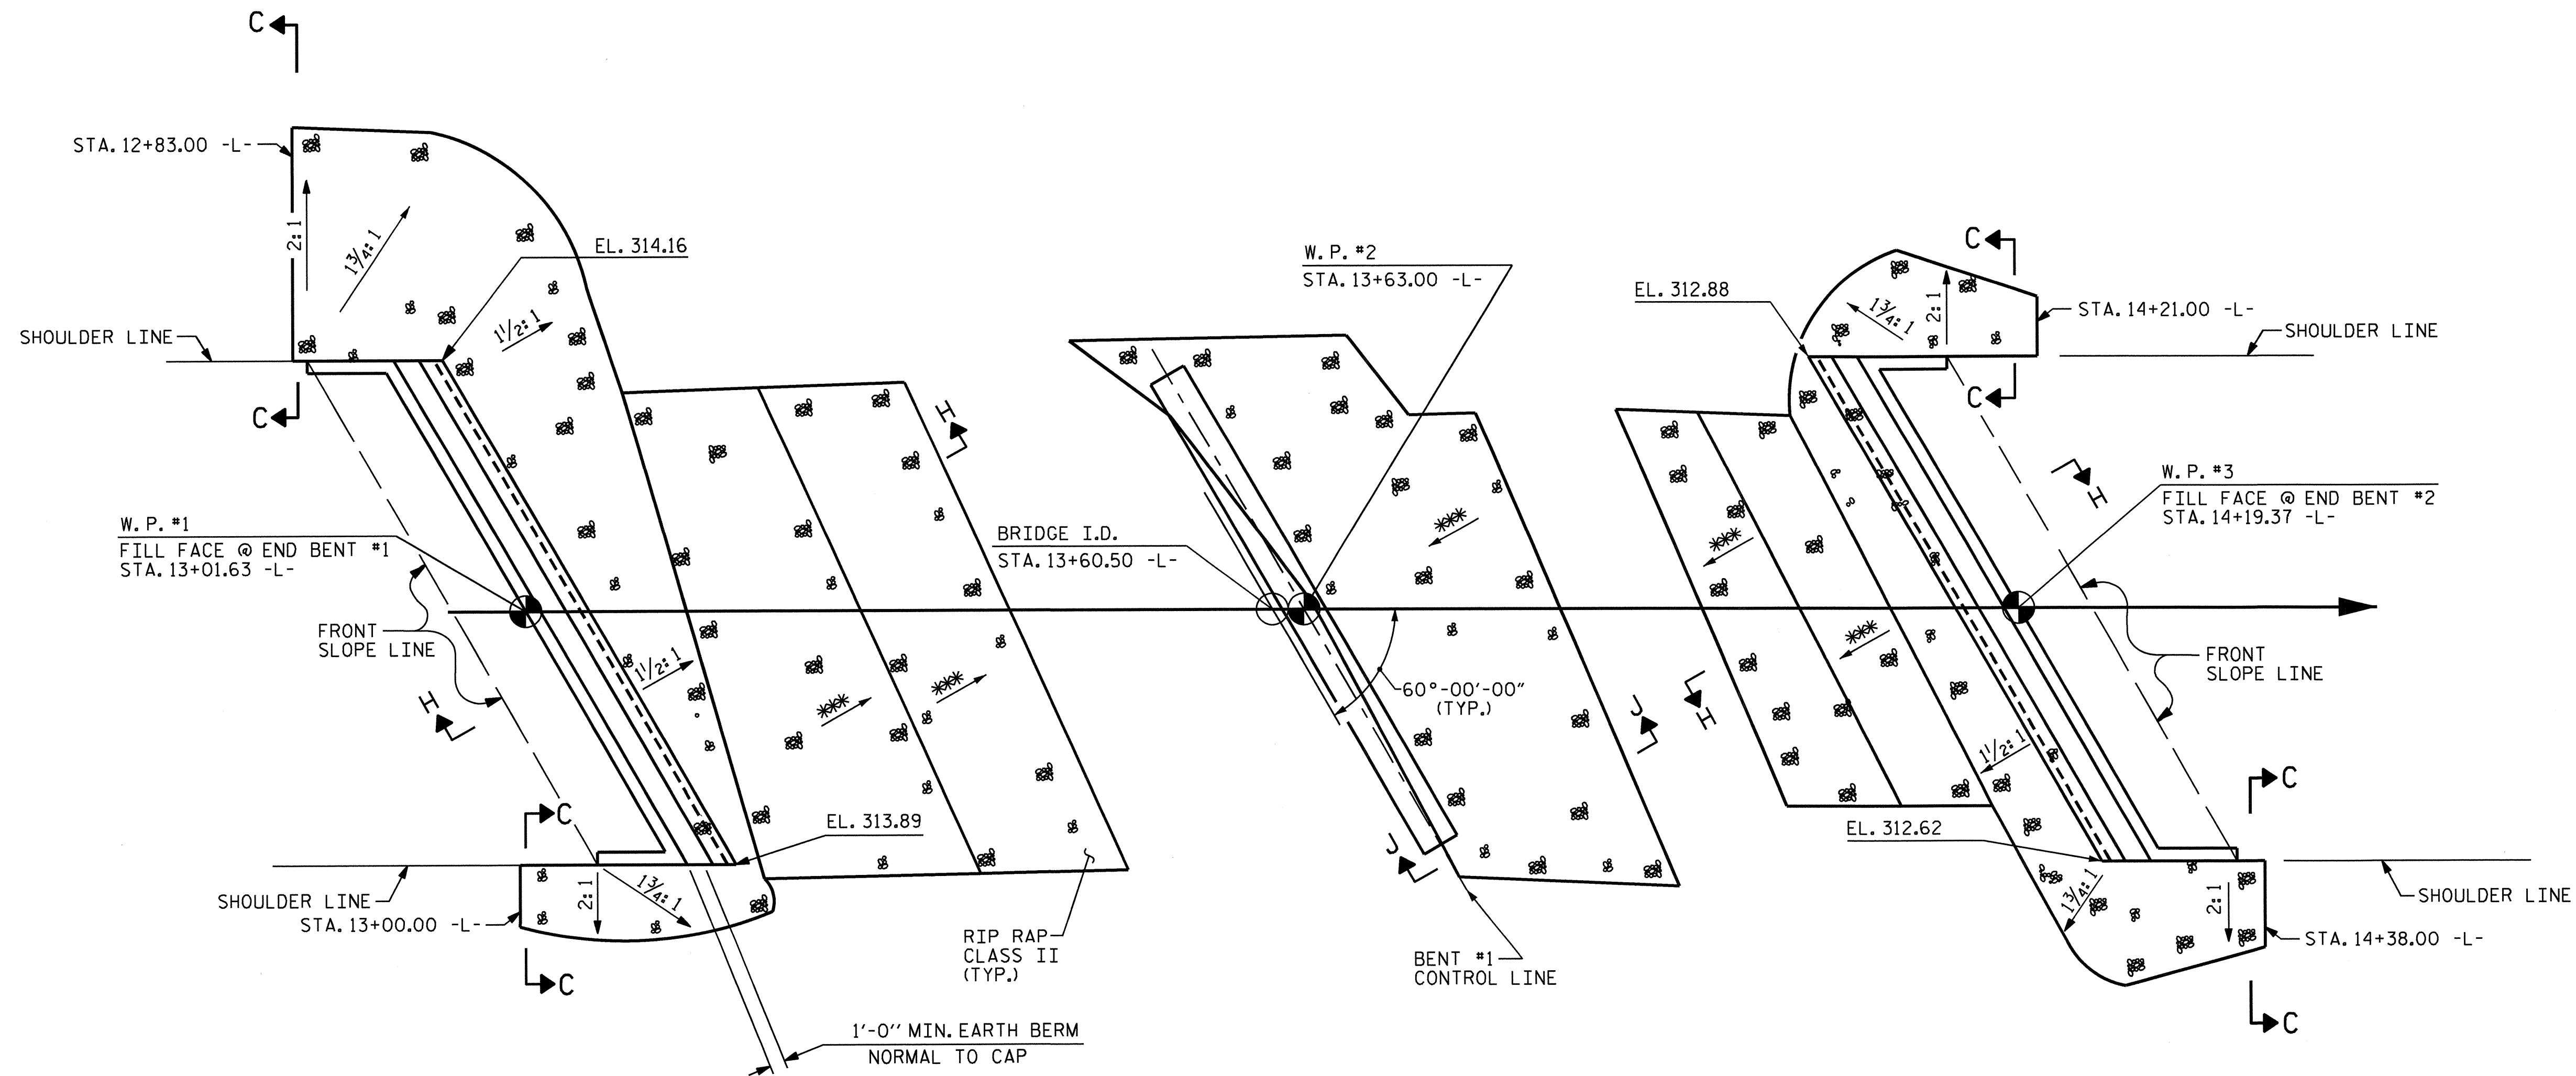 C
STA. 12+83.00 -L-
2:1
1 3/4:1
EL. 314.16
1 1/2:1
SHOULDER LINE
C
W.P. #2
STA. 13+63.00 -L-
EL. 312.88
C
1 3/4:1
2:1
STA. 14+21.00 -L-
SHOULDER LINE
C
H
W.P. #1
FILL FACE @ END BENT #1
STA. 13+01.63 -L-
BRIDGE I.D.
STA. 13+60.50 -L-
***
***
H
W.P. #3
FILL FACE @ END BENT #2
STA. 14+19.37 -L-
FRONT
SLOPE LINE
1 1/2:1
***
***
60°-00'-00"
(TYP.)
***
FRONT
SLOPE LINE
H
J
H
1 1/2:1
C
EL. 313.89
J
EL. 312.62
C
SHOULDER LINE
STA. 13+00.00 -L-
2:1
1 3/4:1
RIP RAP
CLASS II
(TYP.)
BENT #1
CONTROL LINE
1 3/4:1
2:1
SHOULDER LINE
STA. 14+38.00 -L-
C
C
1'-0" MIN. EARTH BERM
NORMAL TO CAP